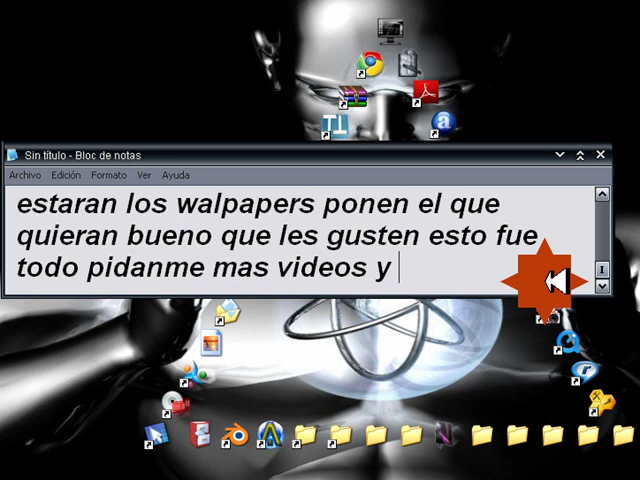 Sin título - Bloc de notas
Archivo Edición Formato Ver Ayuda
estaran los walpapers ponen el que
quieran bueno que les gusten esto fue
todo pidanme mas videos y